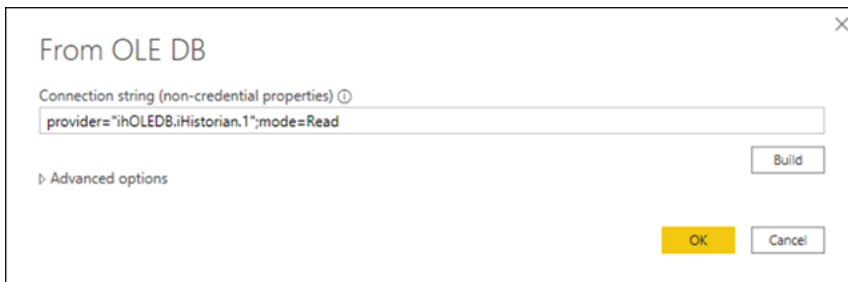 From OLE DB
Connection string (non-credential properties)
provider="ihOLEDB.iHistorian.1";mode=Read
Build
Advanced options
OK
Cancel